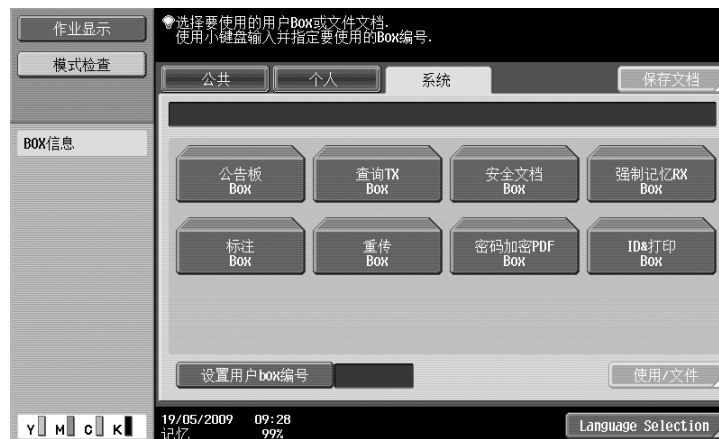 作业显示
模式检查
选择要使用的用户Box或文件文档.
使用小键盘输入并指定要使用的Box编号.
公共
个人
系统
保存文档
BOX信息
公告板
Box
查询TX
Box
安全文档
Box
强制记忆RX
Box
标注
Box
重传
Box
密码加密PDF
Box
ID&打印
Box
设置用户box编号
使用/文件
Y M C K
19/05/2009 09:28
记忆 99%
Language Selection